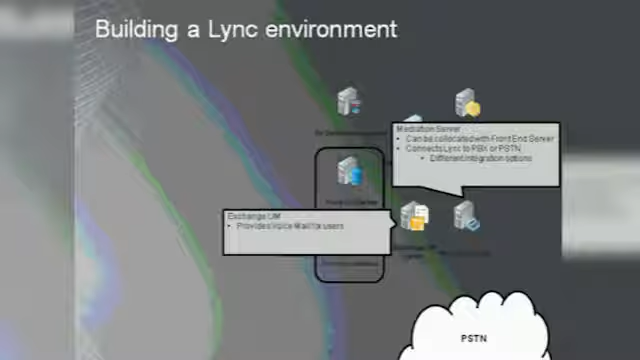 Building a Lync environment
Mediation Server
• Can be collocated with Front End Server
• Connects Lync to PBX or PSTN
• Different integration options
Exchange UM
• Provides Voice Mail for users
PSTN